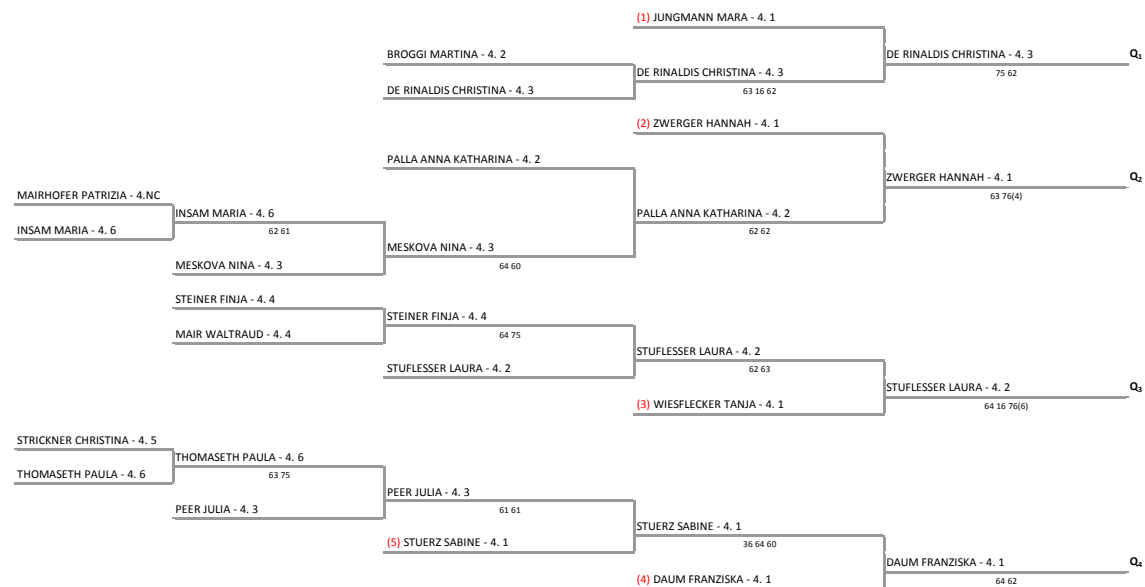 (1) JUNGMANN MARA - 4. 1
BROGGI MARTINA - 4. 2
DE RINALDIS CHRISTINA - 4. 3
Q1
DE RINALDIS CHRISTINA - 4. 3
75 62
DE RINALDIS CHRISTINA - 4. 3
63 16 62
(2) ZWERGER HANNAH - 4. 1
PALLA ANNA KATHARINA - 4. 2
ZWERGER HANNAH - 4. 1
Q2
63 76(4)
MAIRHOFER PATRIZIA - 4.NC
INSAM MARIA - 4. 6
PALLA ANNA KATHARINA - 4. 2
INSAM MARIA - 4. 6
62 61
62 62
MESKOVA NINA - 4. 3
MESKOVA NINA - 4. 3
64 60
STEINER FINJA - 4. 4
STEINER FINJA - 4. 4
MAIR WALTRAUD - 4. 4
64 75
STUFLESSER LAURA - 4. 2
STUFLESSER LAURA - 4. 2
62 63
STUFLESSER LAURA - 4. 2
Q3
(3) WIESFLECKER TANJA - 4. 1
64 16 76(6)
STRICKNER CHRISTINA - 4. 5
THOMASETH PAULA - 4. 6
THOMASETH PAULA - 4. 6
63 75
PEER JULIA - 4. 3
PEER JULIA - 4. 3
61 61
STUERZ SABINE - 4. 1
(5) STUERZ SABINE - 4. 1
36 64 60
DAUM FRANZISKA - 4. 1
Q4
(4) DAUM FRANZISKA - 4. 1
64 62